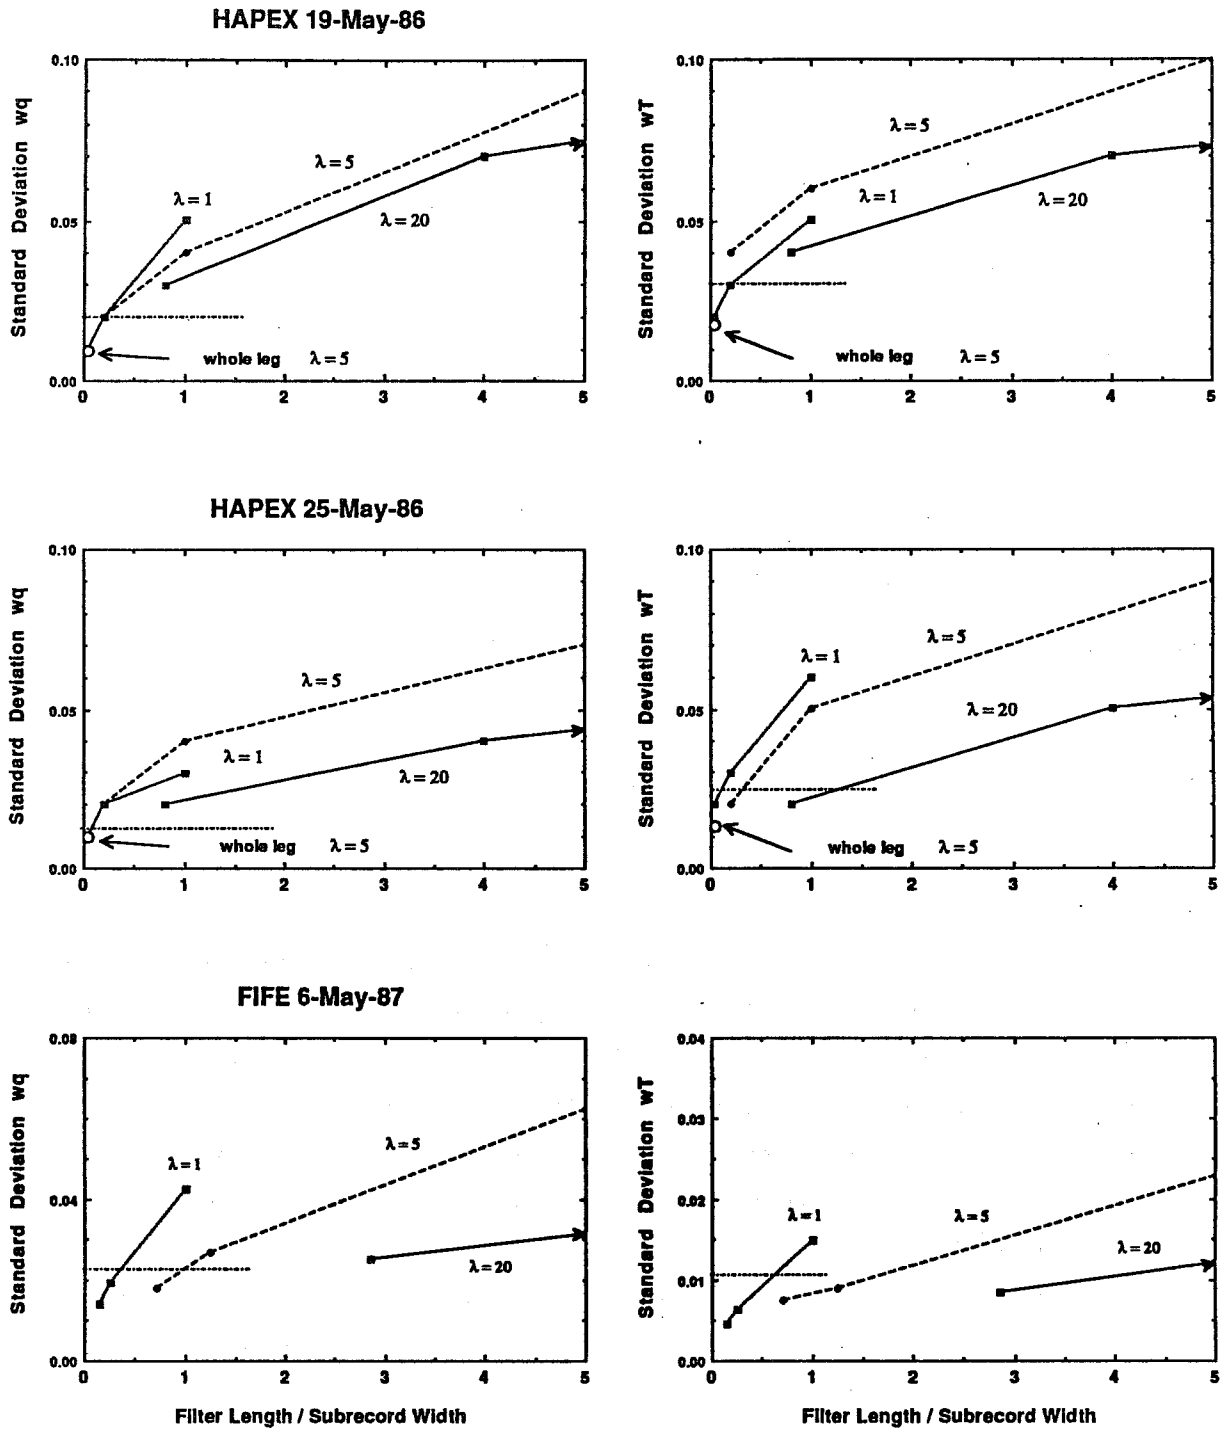 HAPEX 19-May-86
Standard Deviation wq
0.10
0.05
0.00
λ = 5
λ = 1
λ = 20
whole leg λ = 5
0 1 2 3 4 5
Standard Deviation wT
0.10
0.05
0.00
λ = 5
λ = 1
λ = 20
whole leg λ = 5
0 1 2 3 4 5
HAPEX 25-May-86
Standard Deviation wq
0.10
0.05
0.00
λ = 5
λ = 1
λ = 20
whole leg λ = 5
0 1 2 3 4 5
Standard Deviation wT
0.10
0.05
0.00
λ = 5
λ = 1
λ = 20
whole leg λ = 5
0 1 2 3 4 5
FIFE 6-May-87
Standard Deviation wq
0.08
0.04
0.00
λ = 5
λ = 1
λ = 20
0 1 2 3 4 5
Filter Length / Subrecord Width
Standard Deviation wT
0.04
0.03
0.02
0.01
0.00
λ = 1
λ = 5
λ = 20
0 1 2 3 4 5
Filter Length / Subrecord Width